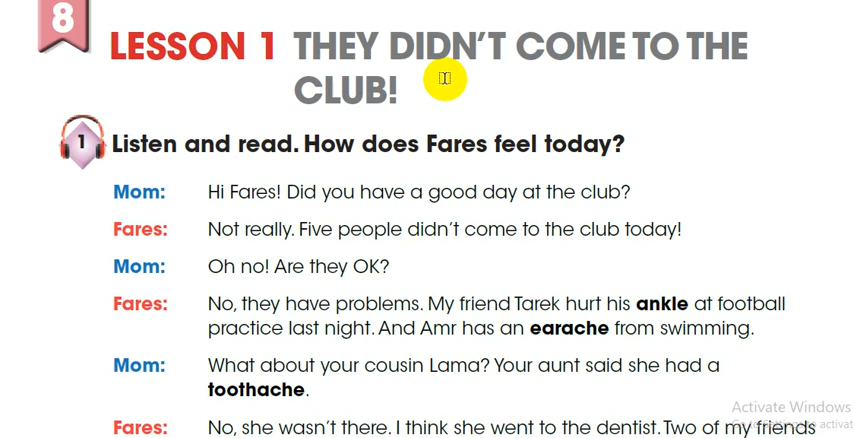 8
LESSON 1 THEY DIDN'T COME TO THE
CLUB!
1 Listen and read. How does Fares feel today?
Mom: Hi Fares! Did you have a good day at the club?
Fares: Not really. Five people didn't come to the club today!
Mom: Oh no! Are they OK?
Fares: No, they have problems. My friend Tarek hurt his ankle at football
practice last night. And Amr has an earache from swimming.
Mom: What about your cousin Lama? Your aunt said she had a
toothache.
Activate Windows
Fares: No, she wasn't there. I think she went to the dentist. Two of my friends